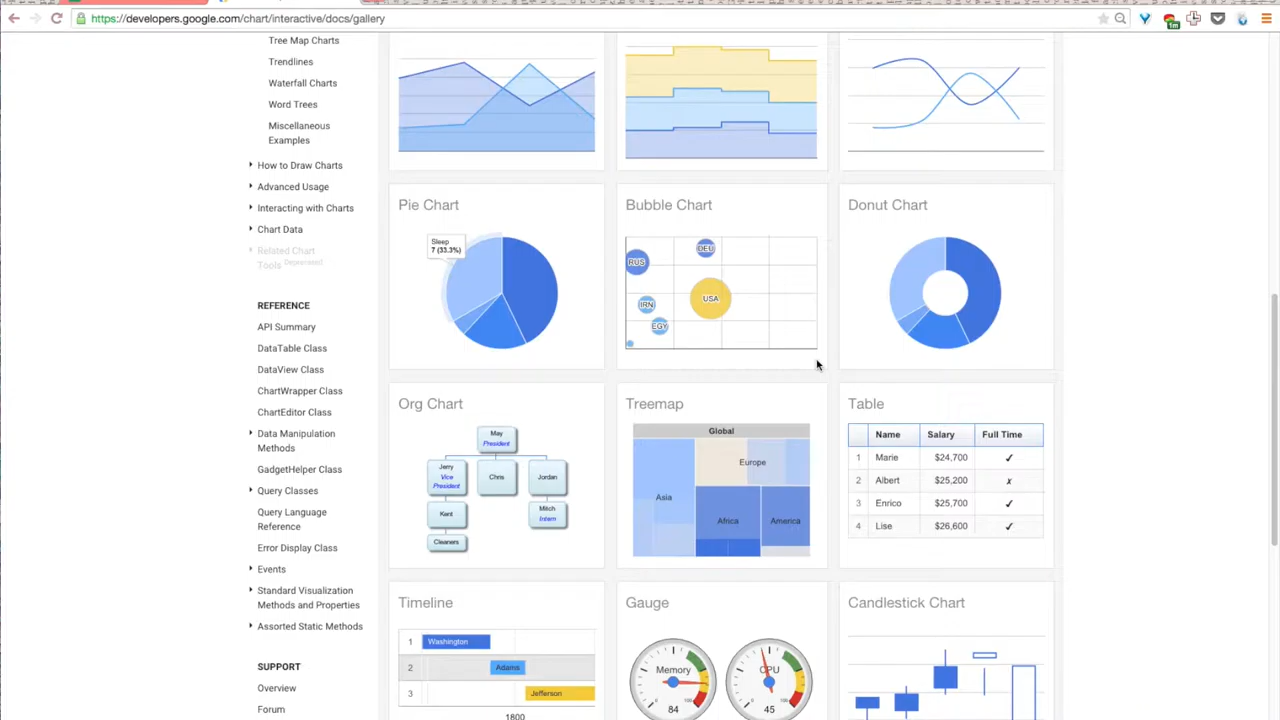 https://developers.google.com/chart/interactive/docs/gallery
1m
Tree Map Charts
Trendlines
Waterfall Charts
Word Trees
Miscellaneous
Examples
How to Draw Charts
Advanced Usage
Interacting with Charts
Chart Data
Related Chart
Tools Deprecated
REFERENCE
API Summary
DataTable Class
DataView Class
ChartWrapper Class
ChartEditor Class
Data Manipulation
Methods
GadgetHelper Class
Query Classes
Query Language
Reference
Error Display Class
Events
Standard Visualization
Methods and Properties
Assorted Static Methods
SUPPORT
Overview
Forum
Pie Chart
Sleep
7 (33.3%)
Bubble Chart
RUS
DEU
USA
IRN
EGY
Donut Chart
Org Chart
May
President
Jerry
Vice
President
Chris
Jordan
Kent
Mitch
Intern
Cleaners
Treemap
Global
Asia
Europe
Africa
America
Table
Name Salary Full Time
1 Marie $24,700 ✓
2 Albert $25,200 x
3 Enrico $25,700 ✓
4 Lise $26,600 ✓
Timeline
1 Washington
2 Adams
3 Jefferson
1800
Gauge
Memory
84
CPU
45
Candlestick Chart